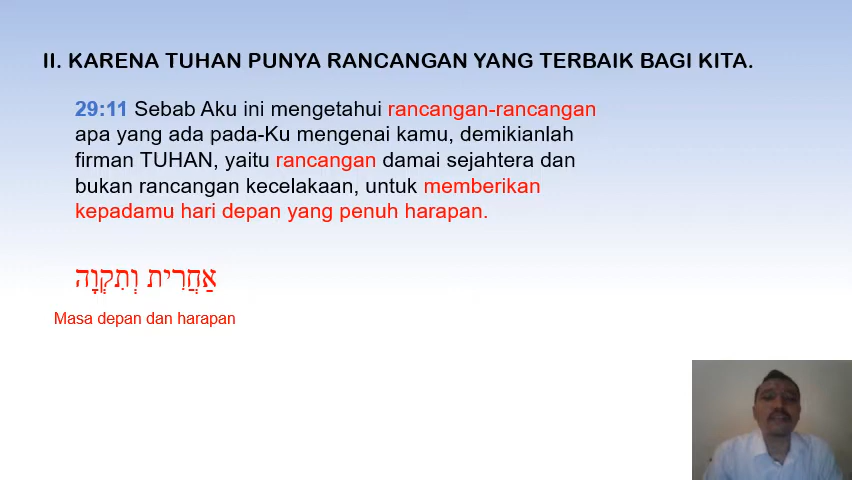 II. KARENA TUHAN PUNYA RANCANGAN YANG TERBAIK BAGI KITA.
29:11 Sebab Aku ini mengetahui rancangan-rancangan
apa yang ada pada-Ku mengenai kamu, demikianlah
firman TUHAN, yaitu rancangan damai sejahtera dan
bukan rancangan kecelakaan, untuk memberikan
kepadamu hari depan yang penuh harapan.
אַחֲרִית וְתִקְוָה
Masa depan dan harapan